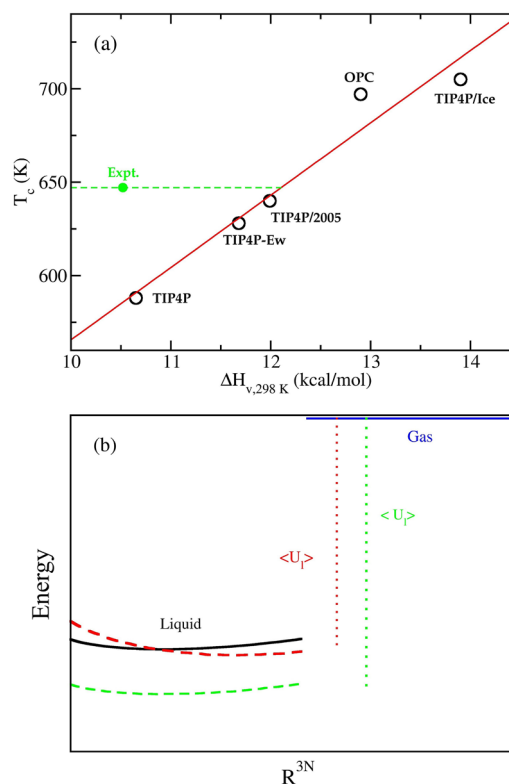 (a)
OPC
TIP4P/Ice
700
Expt.
T_c (K)
650
TIP4P/2005
TIP4P-Ew
600
TIP4P
10 11 12 13 14
ΔH_v,298 K (kcal/mol)
(b)
Gas
< U_l>
<U_l>
Energy
Liquid
R^3N